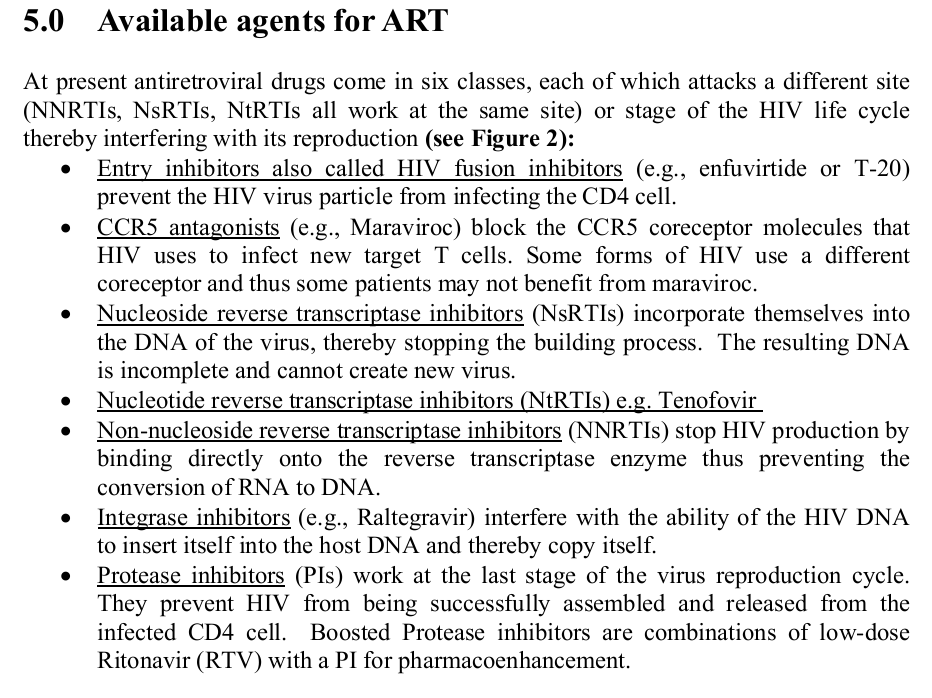 5.0 Available agents for ART
At present antiretroviral drugs come in six classes, each of which attacks a different site
(NNRTIs, NsRTIs, NtRTIs all work at the same site) or stage of the HIV life cycle
thereby interfering with its reproduction (see Figure 2):
• Entry inhibitors also called HIV fusion inhibitors (e.g., enfuvirtide or T-20)
prevent the HIV virus particle from infecting the CD4 cell.
• CCR5 antagonists (e.g., Maraviroc) block the CCR5 coreceptor molecules that
HIV uses to infect new target T cells. Some forms of HIV use a different
coreceptor and thus some patients may not benefit from maraviroc.
• Nucleoside reverse transcriptase inhibitors (NsRTIs) incorporate themselves into
the DNA of the virus, thereby stopping the building process. The resulting DNA
is incomplete and cannot create new virus.
• Nucleotide reverse transcriptase inhibitors (NtRTIs) e.g. Tenofovir
• Non-nucleoside reverse transcriptase inhibitors (NNRTIs) stop HIV production by
binding directly onto the reverse transcriptase enzyme thus preventing the
conversion of RNA to DNA.
• Integrase inhibitors (e.g., Raltegravir) interfere with the ability of the HIV DNA
to insert itself into the host DNA and thereby copy itself.
• Protease inhibitors (PIs) work at the last stage of the virus reproduction cycle.
They prevent HIV from being successfully assembled and released from the
infected CD4 cell. Boosted Protease inhibitors are combinations of low-dose
Ritonavir (RTV) with a PI for pharmacoenhancement.